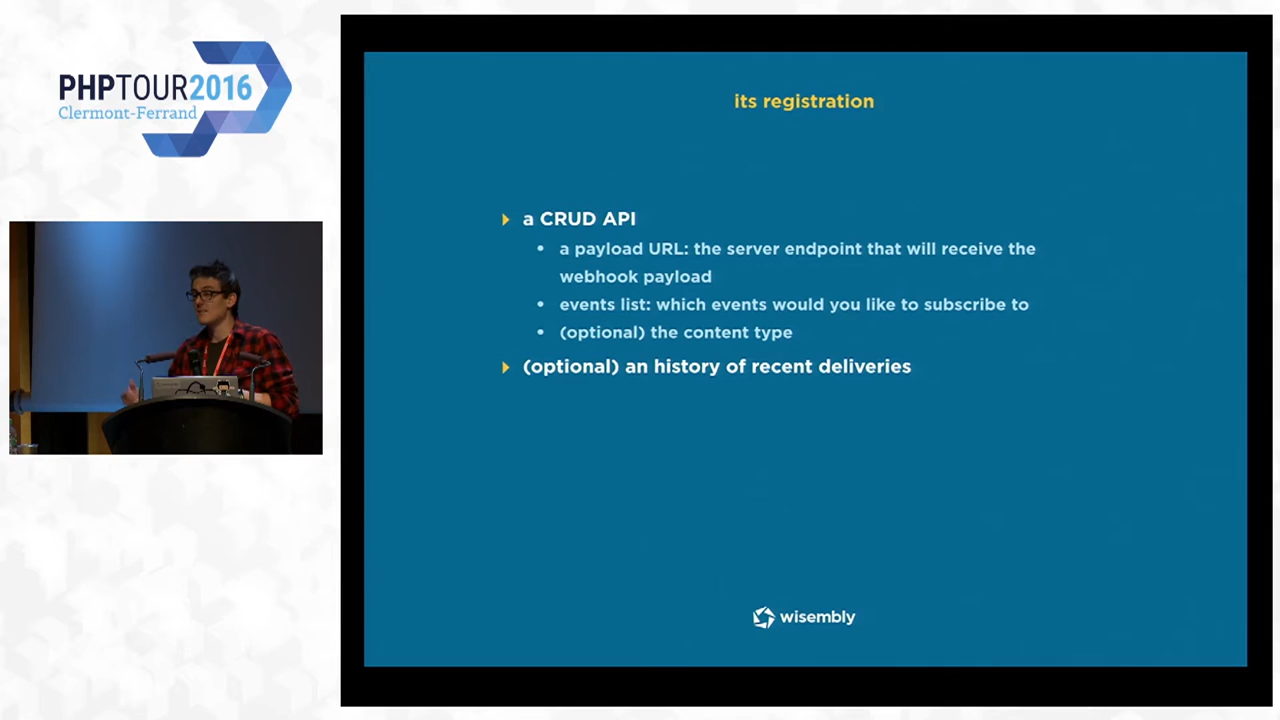 PHPTOUR2016
Clermont-Ferrand
its registration
a CRUD API
a payload URL: the server endpoint that will receive the
webhook payload
events list: which events would you like to subscribe to
(optional) the content type
(optional) an history of recent deliveries
wisembly